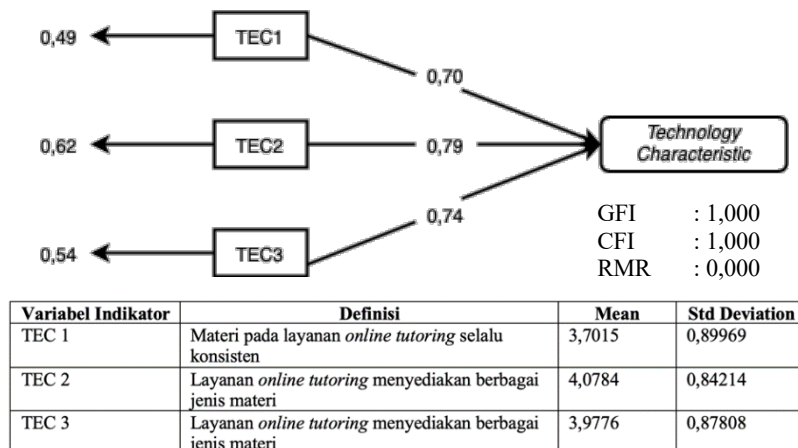 0,49
TEC1
0,70
0,62
TEC2
0,79
Technology
Characteristic
0,74
0,54
TEC3
GFI : 1,000
CFI : 1,000
RMR : 0,000
Variabel Indikator Definisi Mean Std Deviation
TEC 1 Materi pada layanan online tutoring selalu 3,7015 0,89969
konsisten
TEC 2 Layanan online tutoring menyediakan berbagai 4,0784 0,84214
jenis materi
TEC 3 Layanan online tutoring menyediakan berbagai 3,9776 0,87808
jenis materi